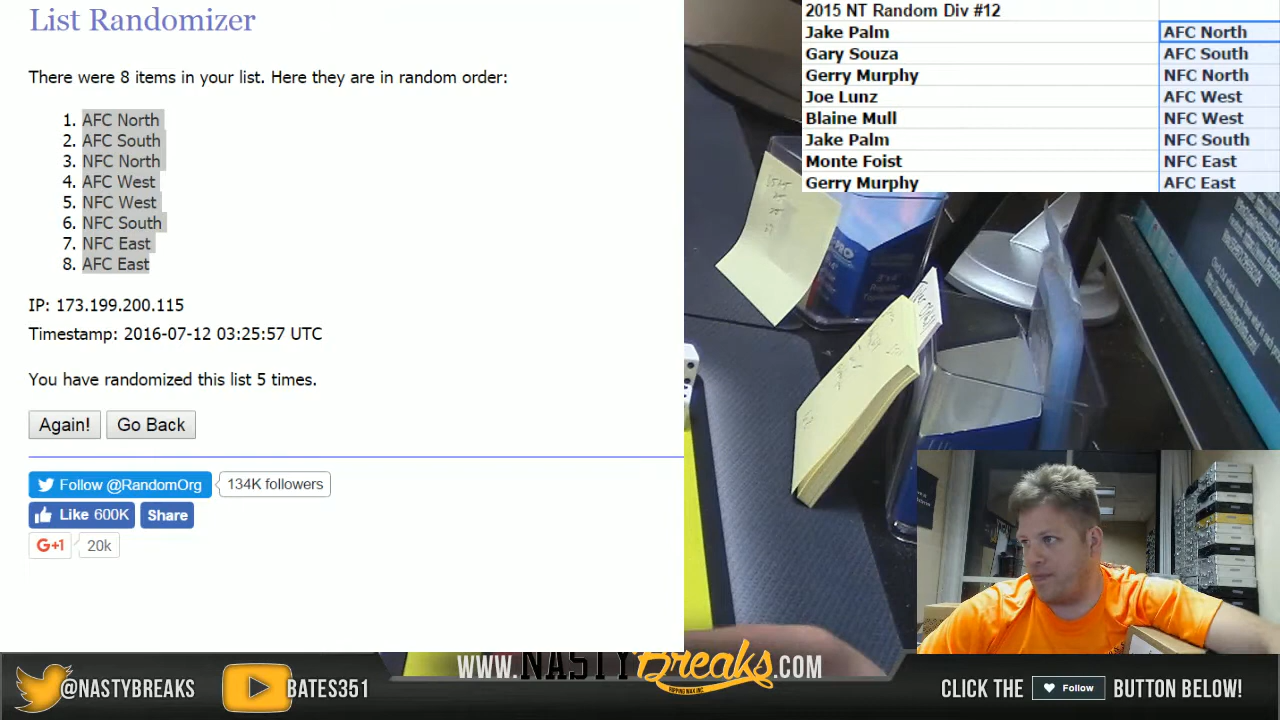 List Randomizer
There were 8 items in your list. Here they are in random order:
1. AFC North
2. AFC South
3. NFC North
4. AFC West
5. NFC West
6. NFC South
7. NFC East
8. AFC East
IP: 173.199.200.115
Timestamp: 2016-07-12 03:25:57 UTC
You have randomized this list 5 times.
Again! Go Back
Follow @RandomOrg 134K followers
Like 600K Share
G+1 20k
2015 NT Random Div #12
Jake Palm AFC North
Gary Souza AFC South
Gerry Murphy NFC North
Joe Lunz AFC West
Blaine Mull NFC West
Jake Palm NFC South
Monte Foist NFC East
Gerry Murphy AFC East
@NASTYBREAKS BATES351 WWW.NASTYBreaks.COM CLICK THE Follow BUTTON BELOW!